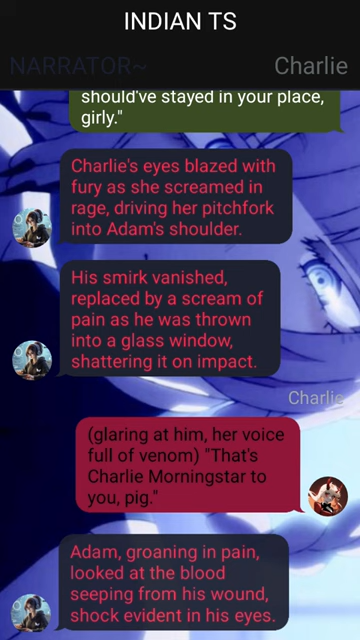 INDIAN TS
NARRATOR~
Charlie
should've stayed in your place,
girly."
Charlie's eyes blazed with
fury as she screamed in
rage, driving her pitchfork
into Adam's shoulder.
His smirk vanished,
replaced by a scream of
pain as he was thrown
into a glass window,
shattering it on impact.
Charlie
(glaring at him, her voice
full of venom) "That's
Charlie Morningstar to
you, pig."
Adam, groaning in pain,
looked at the blood
seeping from his wound,
shock evident in his eyes.